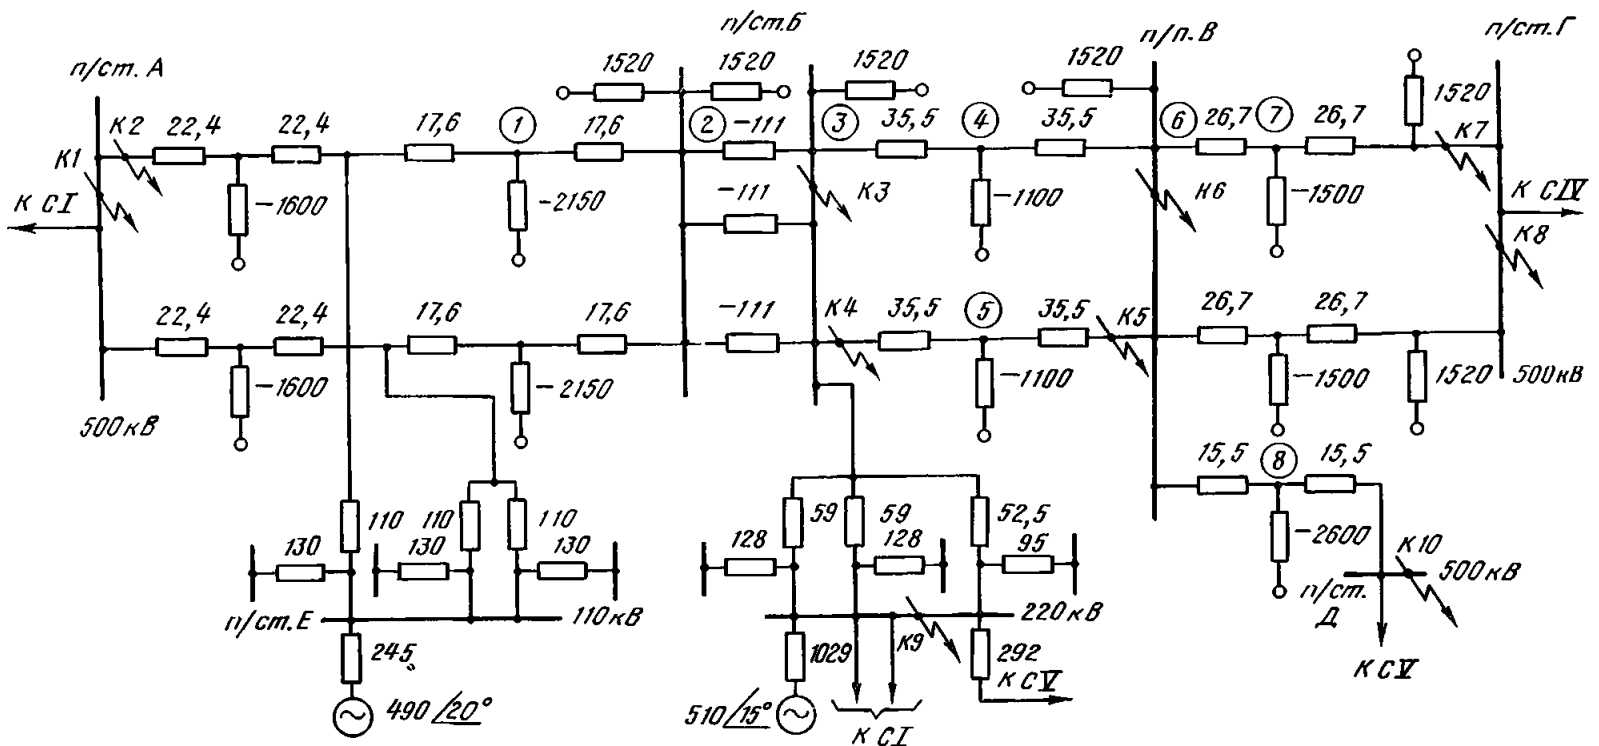 п/ст.Б
п/п. В
п/ст.Г
п/ст. А
1520
1520
1520
1520
1520
К1
К2
22,4
22,4
17,6
1
17,6
2
-111
3
35,5
4
35,5
6
26,7
7
26,7
К7
К СI
-1600
-2150
-111
К3
-1100
К6
-1500
К СIV
К8
22,4
22,4
17,6
17,6
-111
К4
35,5
5
35,5
К5
26,7
26,7
-1600
-2150
-1100
-1500
1520
500кВ
500кВ
15,5
8
15,5
110
110
110
59
59
52,5
-2600
130
130
130
128
128
95
К10
500кВ
п/ст.Е
110кВ
220кВ
п/ст.
Д
245
1029
К9
292
К СV
К СV
490/20°
510/15°
К СI